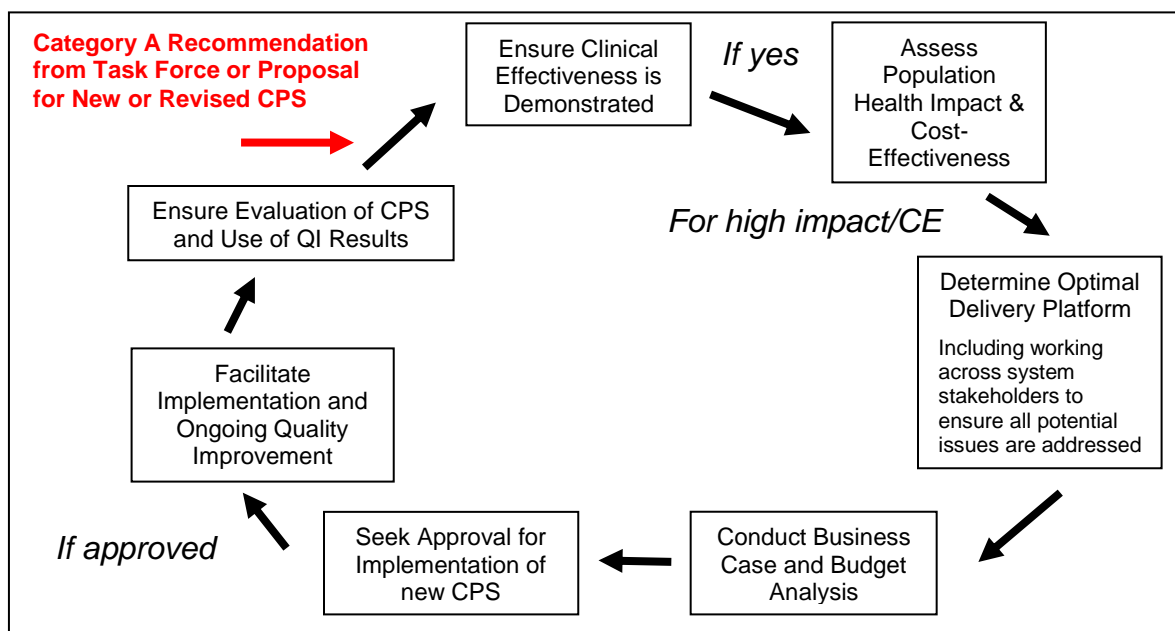 Category A Recommendation
from Task Force or Proposal
for New or Revised CPS
Ensure Clinical
Effectiveness is
Demonstrated
If yes
Assess
Population
Health Impact &
Cost-
Effectiveness
For high impact/CE
Determine Optimal
Delivery Platform
Including working
across system
stakeholders to
ensure all potential
issues are addressed
Conduct Business
Case and Budget
Analysis
Seek Approval for
Implementation of
new CPS
If approved
Facilitate
Implementation and
Ongoing Quality
Improvement
Ensure Evaluation of CPS
and Use of QI Results